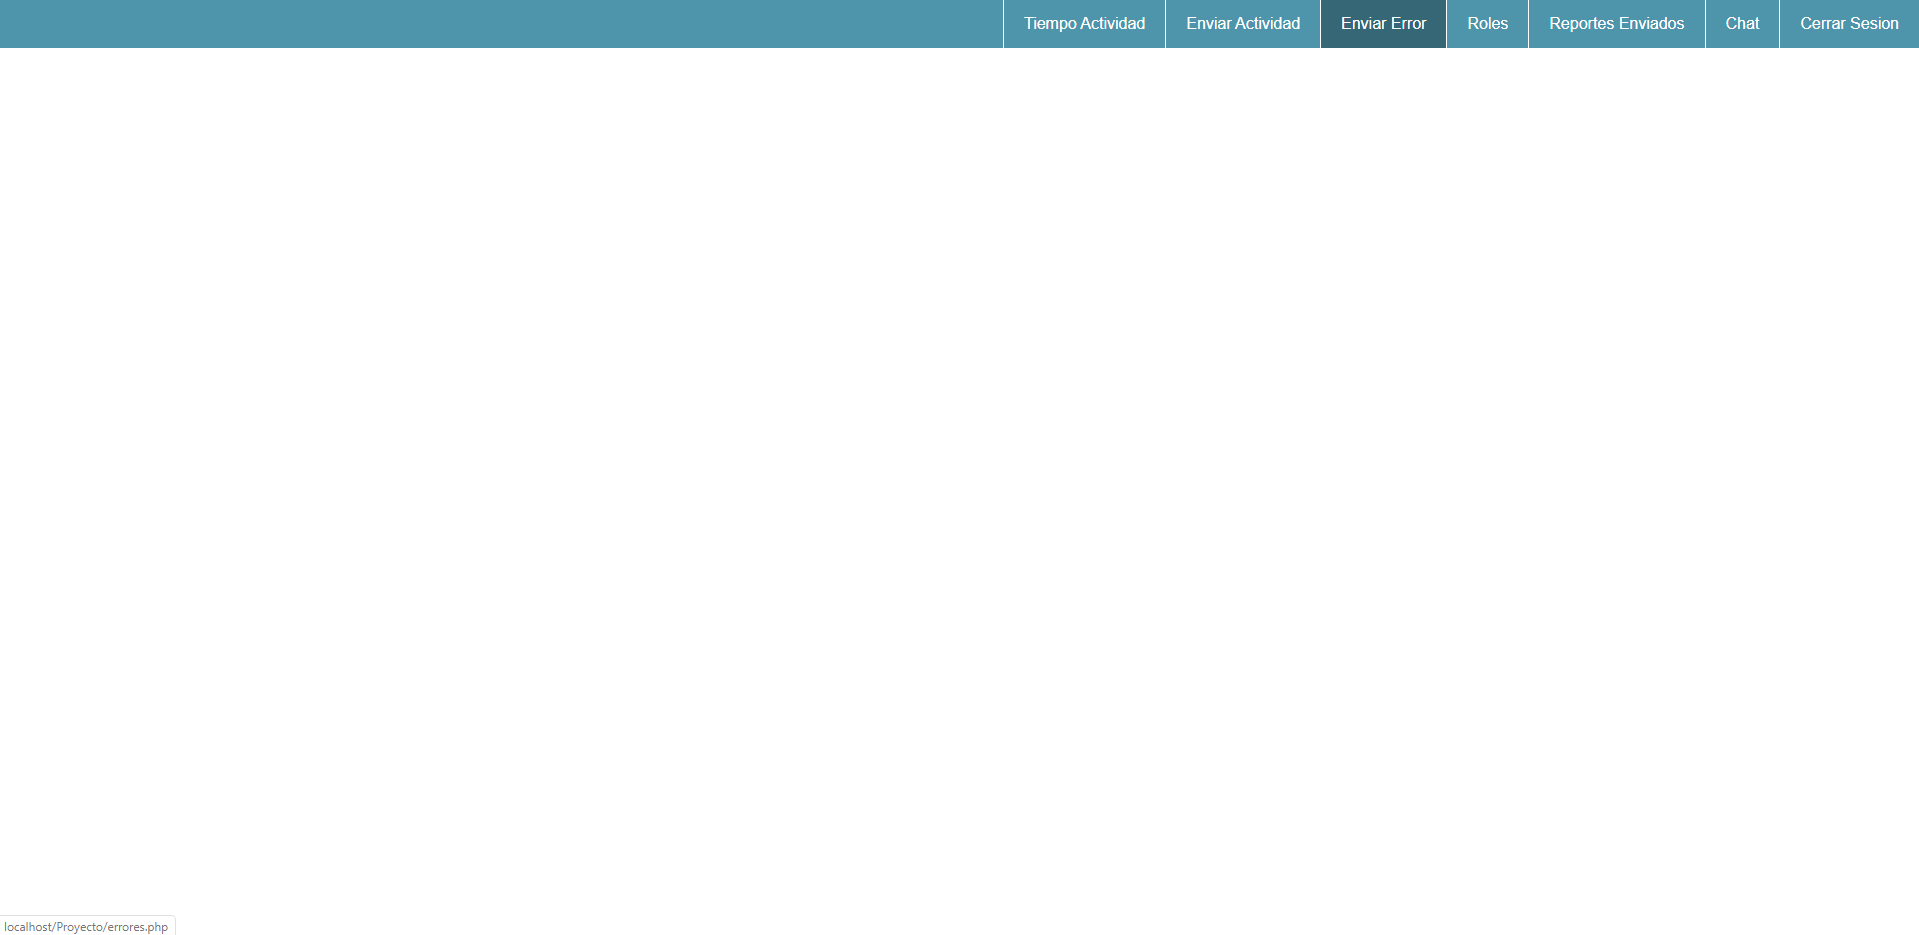 Tiempo Actividad Enviar Actividad Enviar Error Roles Reportes Enviados Chat Cerrar Sesion
localhost/Proyecto/errores.php